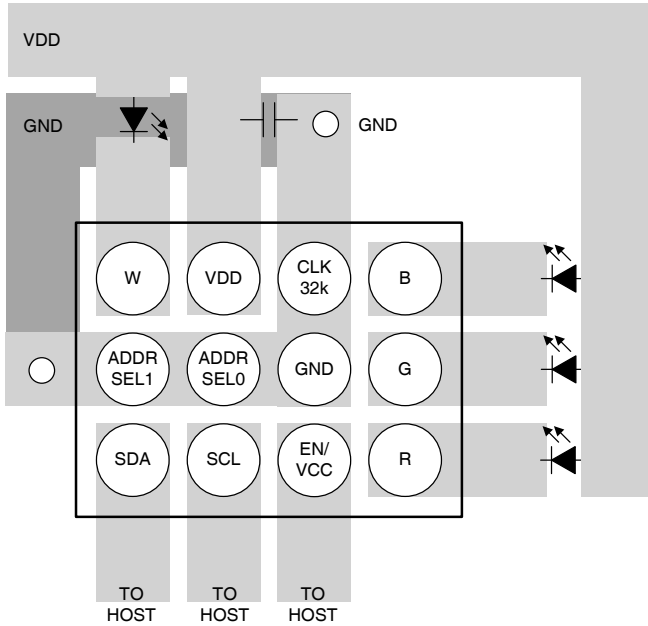 VDD
GND
GND
W
VDD
CLK
32k
B
ADDR
SEL1
ADDR
SEL0
GND
G
SDA
SCL
EN/
VCC
R
TO
HOST
TO
HOST
TO
HOST